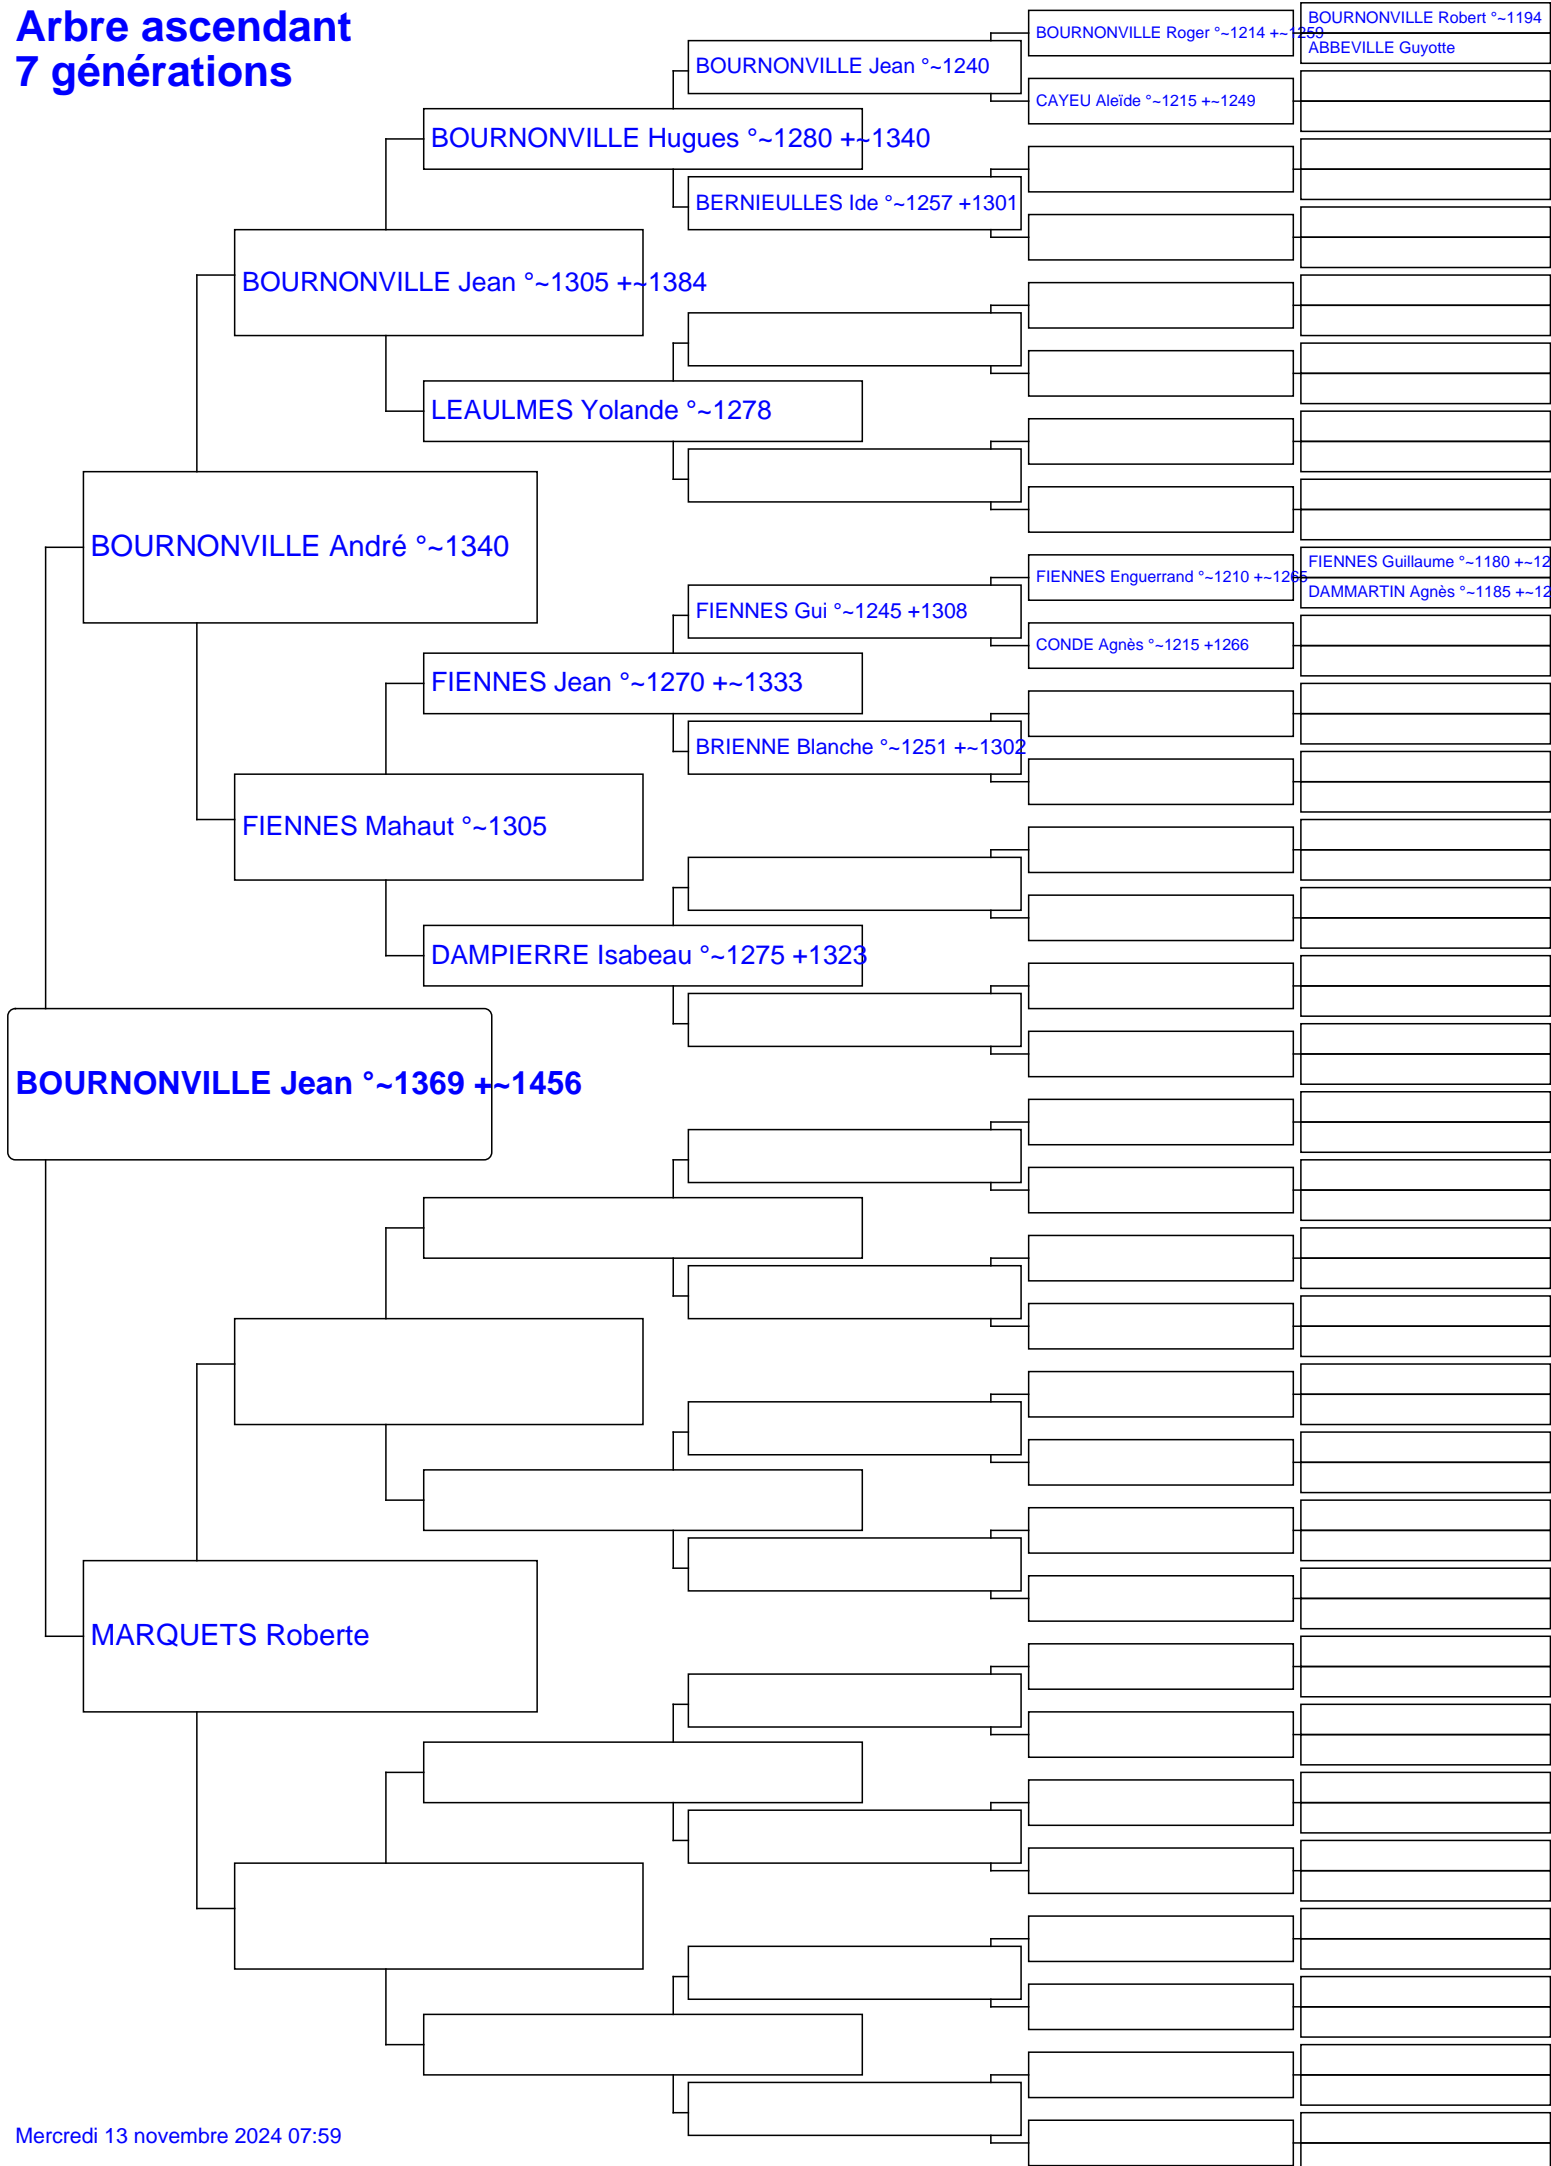 Arbre ascendant
7 générations
BOURNONVILLE Robert °~1194
BOURNONVILLE Roger °~1214 +~1259
ABBEVILLE Guyotte
BOURNONVILLE Jean °~1240
CAYEU Aleïde °~1215 +~1249
BOURNONVILLE Hugues °~1280 +~1340
BERNIEULLES Ide °~1257 +1301
BOURNONVILLE Jean °~1305 +~1384
LEAULMES Yolande °~1278
BOURNONVILLE André °~1340
FIENNES Guillaume °~1180 +~12
FIENNES Enguerrand °~1210 +~1265
DAMMARTIN Agnès °~1185 +~12
FIENNES Gui °~1245 +1308
CONDE Agnès °~1215 +1266
FIENNES Jean °~1270 +~1333
BRIENNE Blanche °~1251 +~1302
FIENNES Mahaut °~1305
DAMPIERRE Isabeau °~1275 +1323
BOURNONVILLE Jean °~1369 +~1456
MARQUETS Roberte
Mercredi 13 novembre 2024 07:59